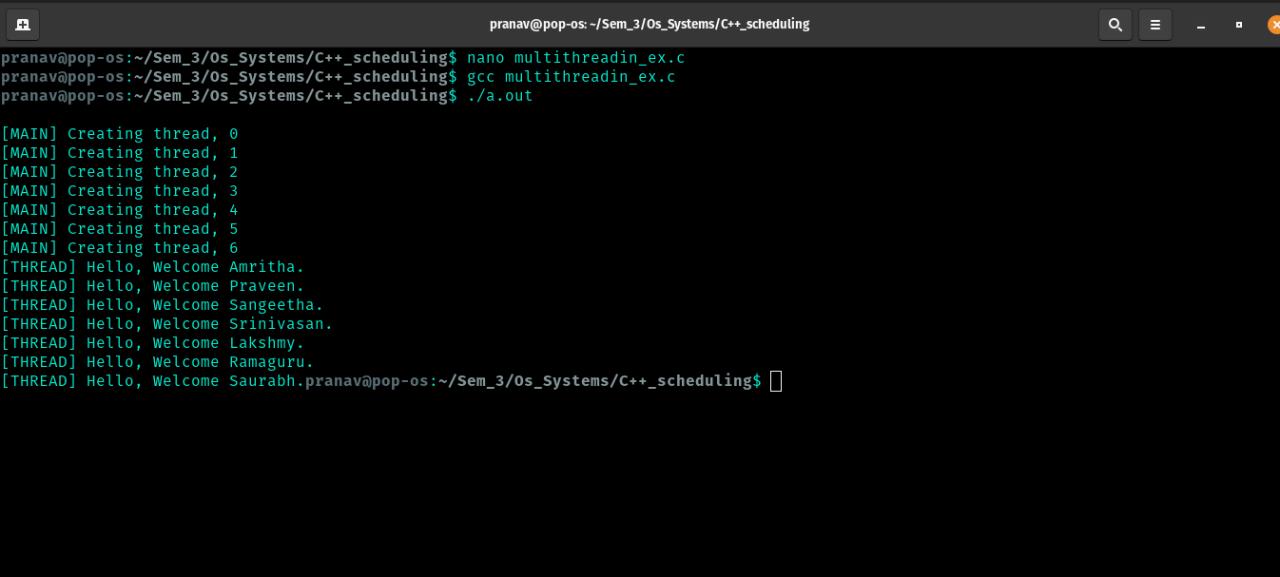 pranav@pop-os: ~/Sem_3/Os_Systems/C++_scheduling
pranav@pop-os:~/Sem_3/Os_Systems/C++_scheduling$ nano multithreadin_ex.c
pranav@pop-os:~/Sem_3/Os_Systems/C++_scheduling$ gcc multithreadin_ex.c
pranav@pop-os:~/Sem_3/Os_Systems/C++_scheduling$ ./a.out
[MAIN] Creating thread, 0
[MAIN] Creating thread, 1
[MAIN] Creating thread, 2
[MAIN] Creating thread, 3
[MAIN] Creating thread, 4
[MAIN] Creating thread, 5
[MAIN] Creating thread, 6
[THREAD] Hello, Welcome Amritha.
[THREAD] Hello, Welcome Praveen.
[THREAD] Hello, Welcome Sangeetha.
[THREAD] Hello, Welcome Srinivasan.
[THREAD] Hello, Welcome Lakshmy.
[THREAD] Hello, Welcome Ramaguru.
[THREAD] Hello, Welcome Saurabh.pranav@pop-os:~/Sem_3/Os_Systems/C++_scheduling$